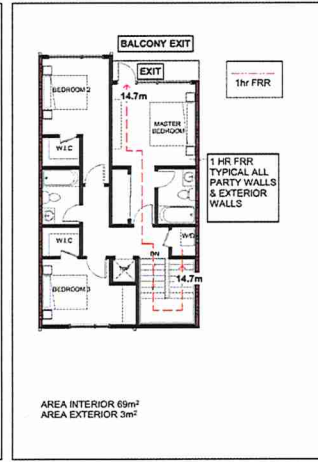 BALCONY EXIT
EXIT
14.7m
1hr FRR
BEDROOM 2
MASTER
BEDROOM
W.I.C
1 HR FRR
TYPICAL ALL
PARTY WALLS
& EXTERIOR
WALLS
W.I.C
W/D
DN
14.7m
BEDROOM 3
AREA INTERIOR 69m²
AREA EXTERIOR 3m²